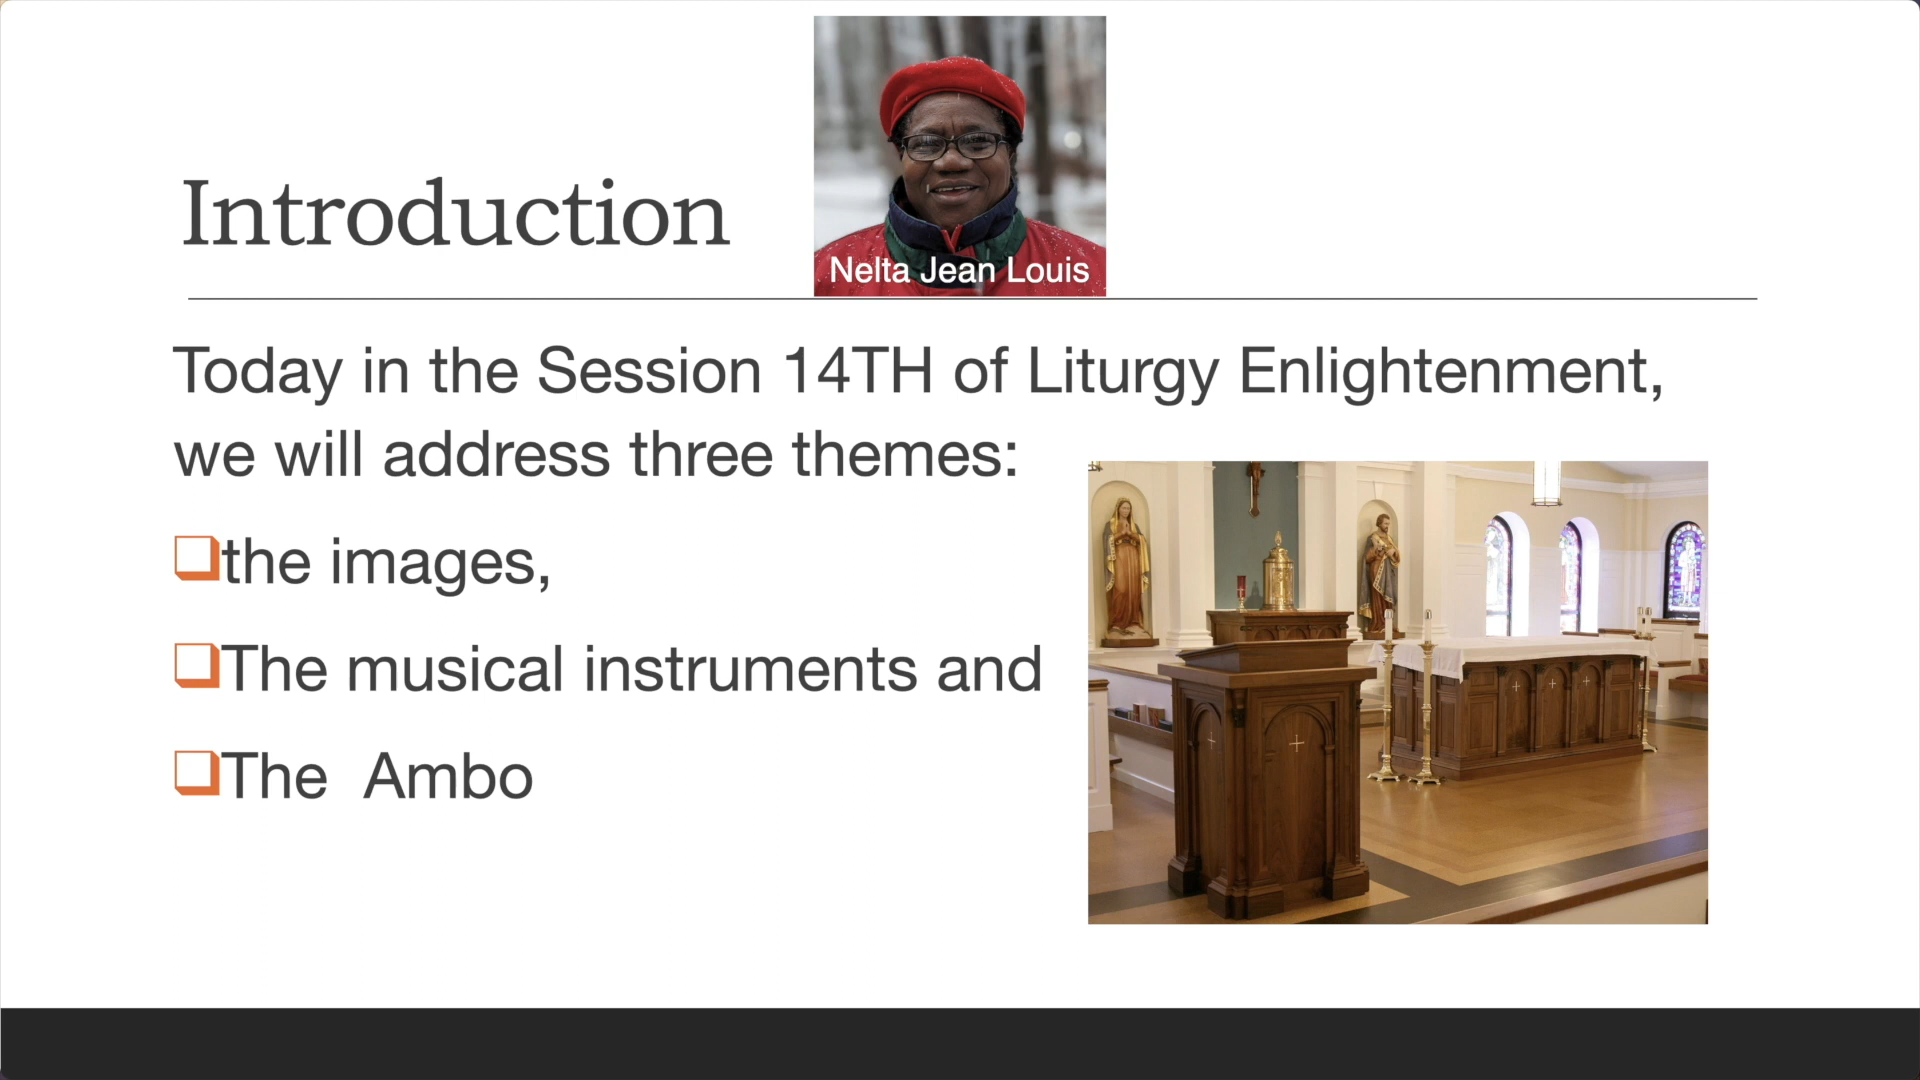 Introduction
Nelta Jean Louis
Today in the Session 14TH of Liturgy Enlightenment,
we will address three themes:
the images,
The musical instruments and
The  Ambo